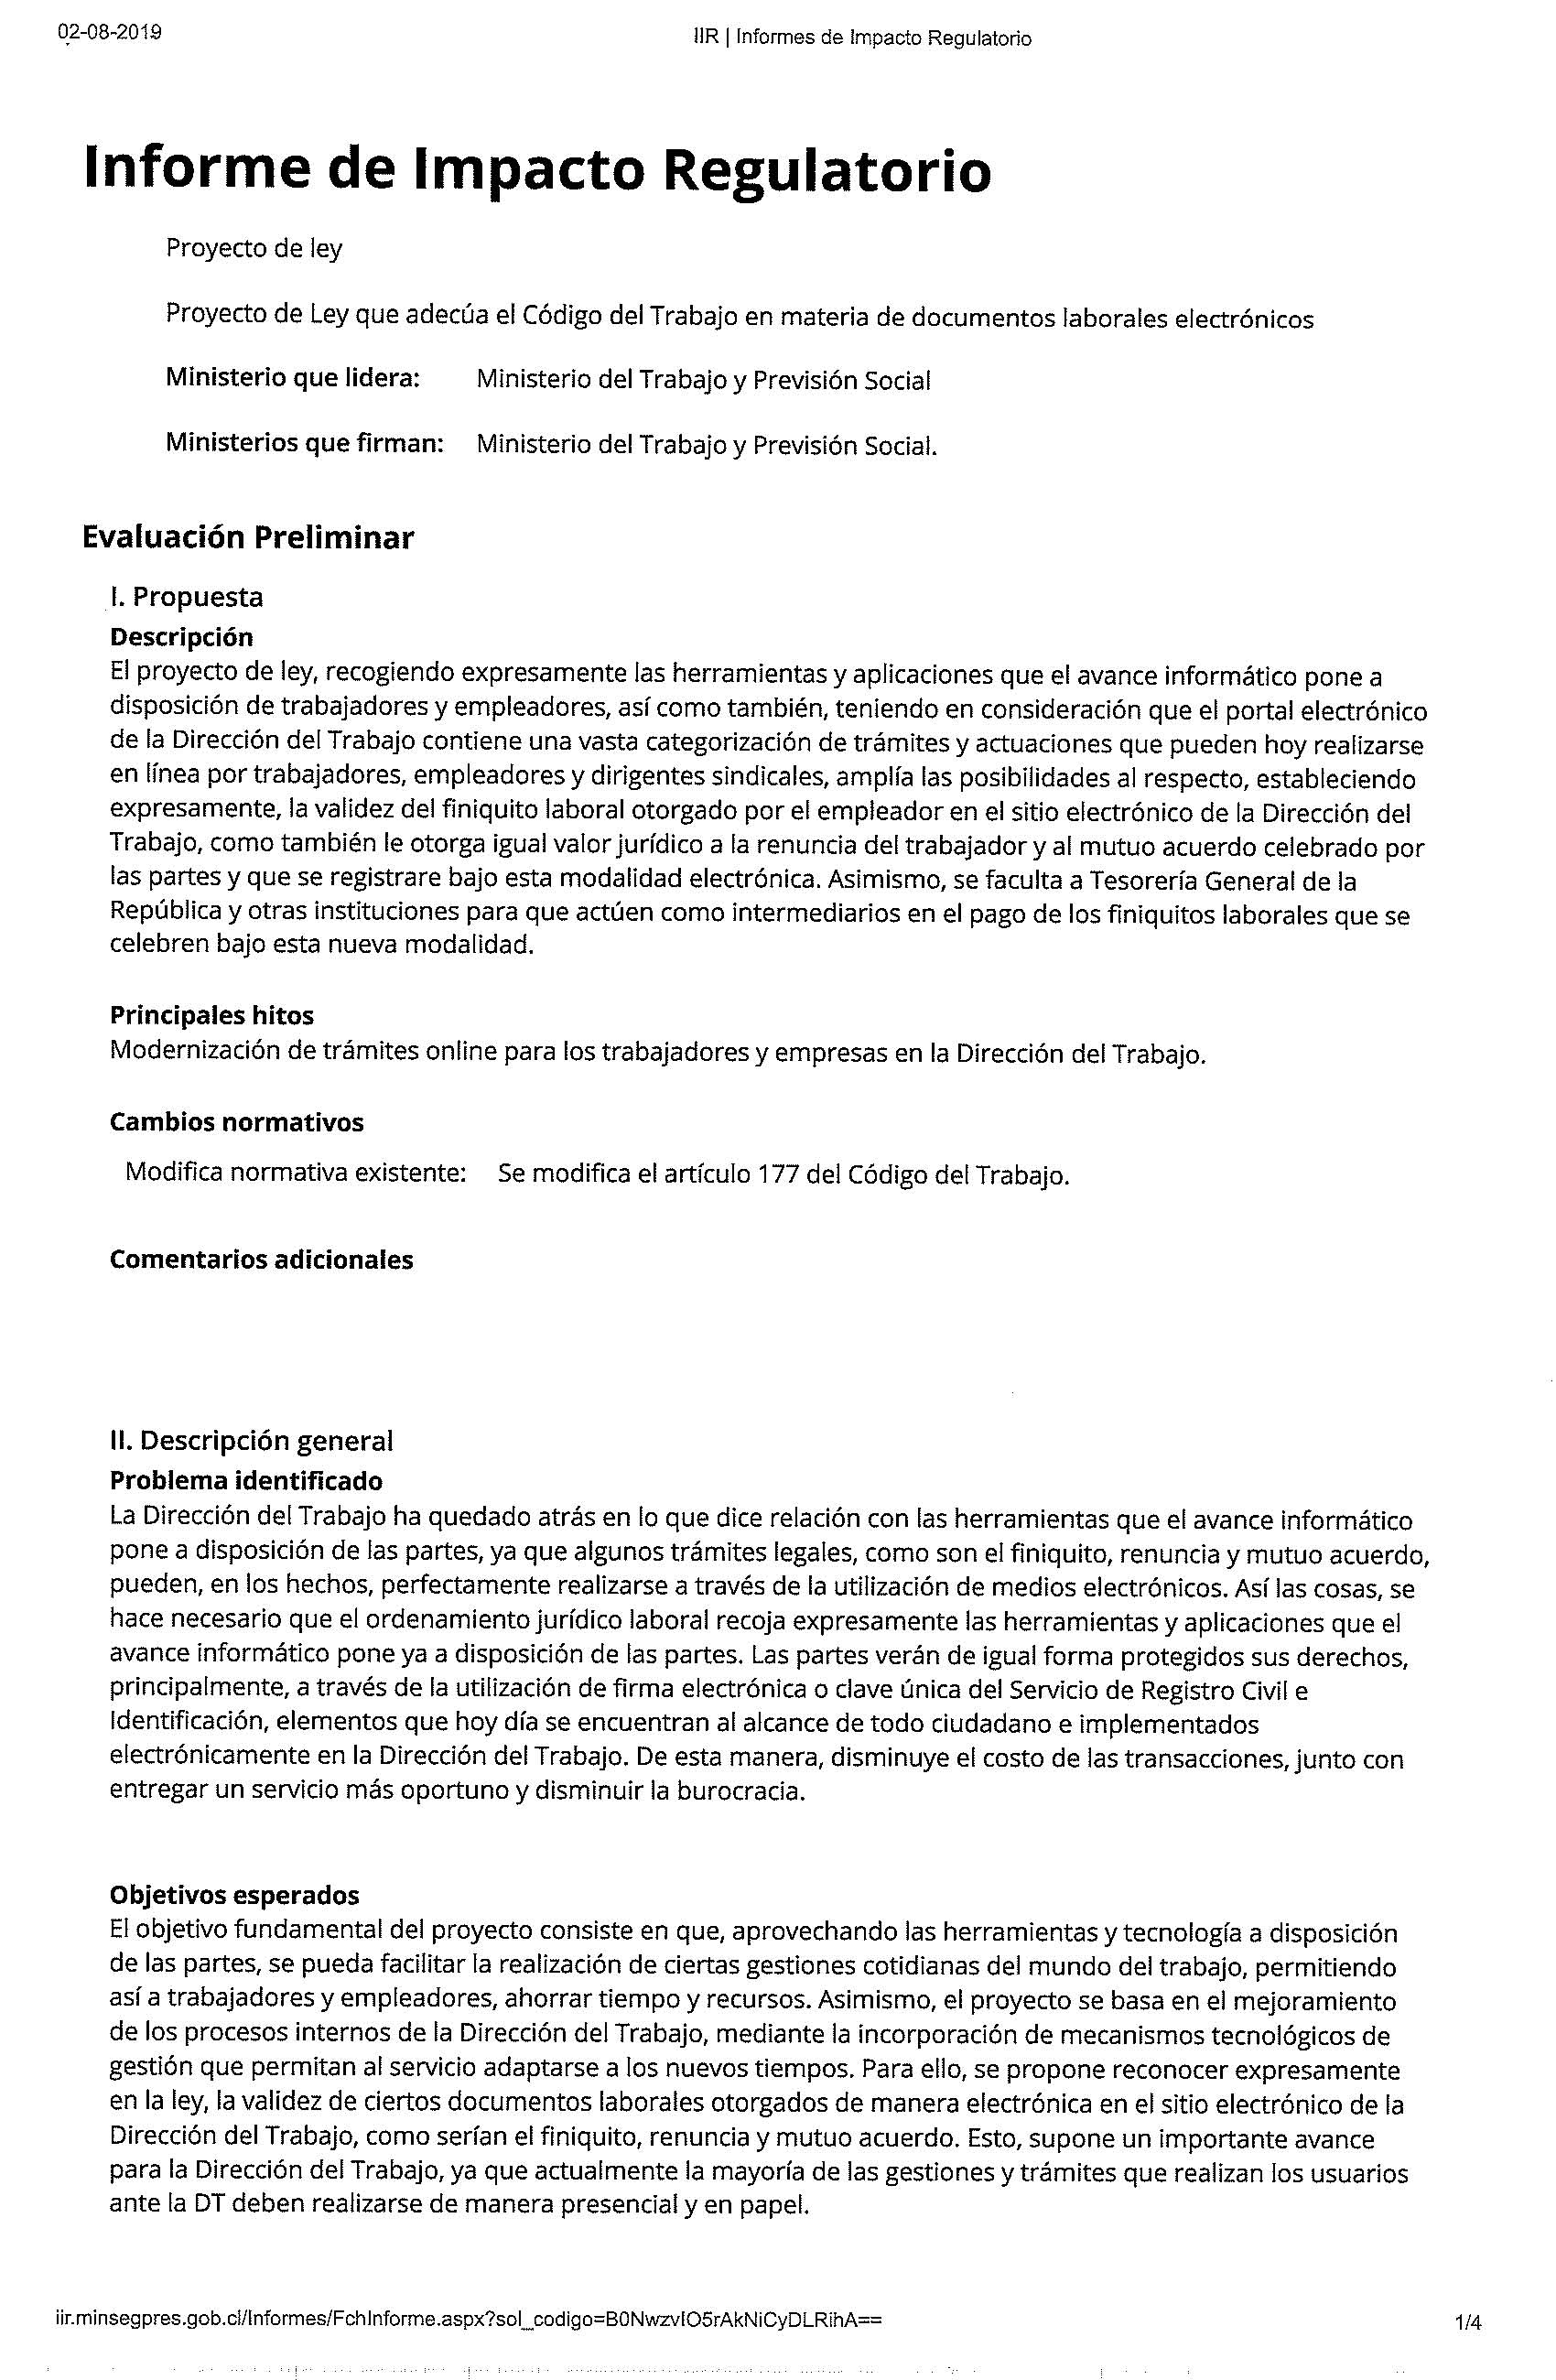 02-08-2019
IIR | Informes de Impacto Regulatorio
Informe de Impacto Regulatorio
Proyecto de ley
Proyecto de Ley que adecúa el Código del Trabajo en materia de documentos laborales electrónicos
Ministerio que lidera: Ministerio del Trabajo y Previsión Social
Ministerios que firman: Ministerio del Trabajo y Previsión Social.
Evaluación Preliminar
I. Propuesta
Descripción
El proyecto de ley, recogiendo expresamente las herramientas y aplicaciones que el avance informático pone a
disposición de trabajadores y empleadores, así como también, teniendo en consideración que el portal electrónico
de la Dirección del Trabajo contiene una vasta categorización de trámites y actuaciones que pueden hoy realizarse
en línea por trabajadores, empleadores y dirigentes sindicales, amplía las posibilidades al respecto, estableciendo
expresamente, la validez del finiquito laboral otorgado por el empleador en el sitio electrónico de la Dirección del
Trabajo, como también le otorga igual valor jurídico a la renuncia del trabajador y al mutuo acuerdo celebrado por
las partes y que se registrare bajo esta modalidad electrónica. Asimismo, se faculta a Tesorería General de la
República y otras instituciones para que actúen como intermediarios en el pago de los finiquitos laborales que se
celebren bajo esta nueva modalidad.
Principales hitos
Modernización de trámites online para los trabajadores y empresas en la Dirección del Trabajo.
Cambios normativos
Modifica normativa existente: Se modifica el artículo 177 del Código del Trabajo.
Comentarios adicionales
II. Descripción general
Problema identificado
La Dirección del Trabajo ha quedado atrás en lo que dice relación con las herramientas que el avance informático
pone a disposición de las partes, ya que algunos trámites legales, como son el finiquito, renuncia y mutuo acuerdo,
pueden, en los hechos, perfectamente realizarse a través de la utilización de medios electrónicos. Así las cosas, se
hace necesario que el ordenamiento jurídico laboral recoja expresamente las herramientas y aplicaciones que el
avance informático pone ya a disposición de las partes. Las partes verán de igual forma protegidos sus derechos,
principalmente, a través de la utilización de firma electrónica o clave única del Servicio de Registro Civil e
Identificación, elementos que hoy día se encuentran al alcance de todo ciudadano e implementados
electrónicamente en la Dirección del Trabajo. De esta manera, disminuye el costo de las transacciones, junto con
entregar un servicio más oportuno y disminuir la burocracia.
Objetivos esperados
El objetivo fundamental del proyecto consiste en que, aprovechando las herramientas y tecnología a disposición
de las partes, se pueda facilitar la realización de ciertas gestiones cotidianas del mundo del trabajo, permitiendo
así a trabajadores y empleadores, ahorrar tiempo y recursos. Asimismo, el proyecto se basa en el mejoramiento
de los procesos internos de la Dirección del Trabajo, mediante la incorporación de mecanismos tecnológicos de
gestión que permitan al servicio adaptarse a los nuevos tiempos. Para ello, se propone reconocer expresamente
en la ley, la validez de ciertos documentos laborales otorgados de manera electrónica en el sitio electrónico de la
Dirección del Trabajo, como serían el finiquito, renuncia y mutuo acuerdo. Esto, supone un importante avance
para la Dirección del Trabajo, ya que actualmente la mayoría de las gestiones y trámites que realizan los usuarios
ante la DT deben realizarse de manera presencial y en papel.
iir.minsegpres.gob.cl/Informes/FchInforme.aspx?sol_codigo=B0NwzvIO5rAkNiCyDLRihA==
1/4